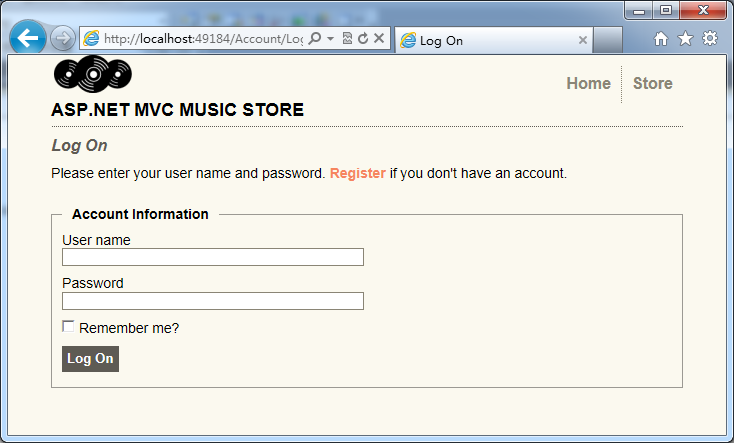 http://localhost:49184/Account/Log
Log On
Home
Store
ASP.NET MVC MUSIC STORE
Log On
Please enter your user name and password. Register if you don't have an account.
Account Information
User name
Password
Remember me?
Log On